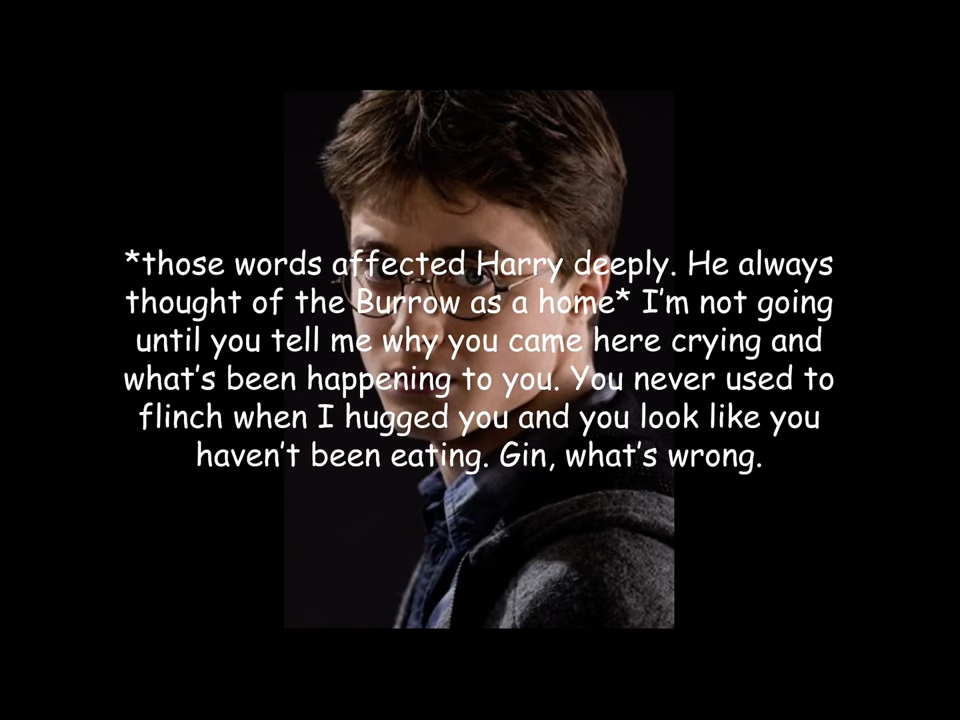 *those words affected Harry deeply. He always
thought of the Burrow as a home* I'm not going
until you tell me why you came here crying and
what's been happening to you. You never used to
flinch when I hugged you and you look like you
haven't been eating. Gin, what's wrong.